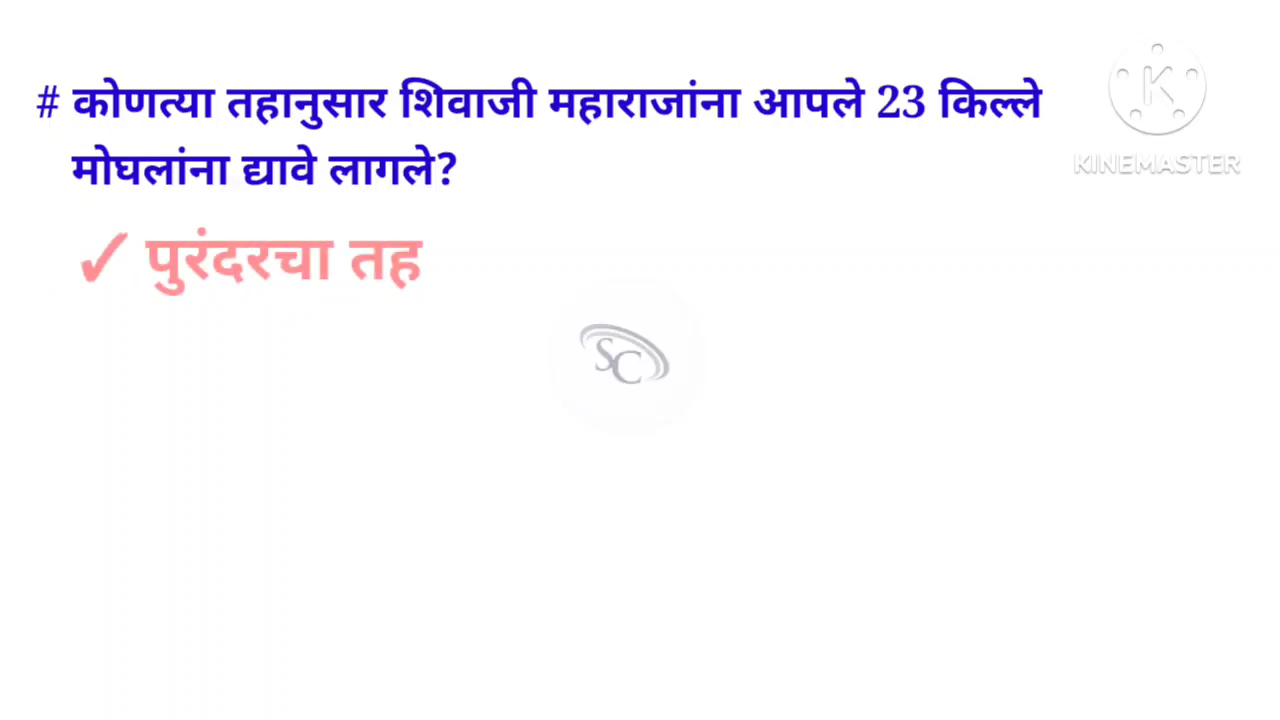 # कोणत्या तहानुसार शिवाजी महाराजांना आपले 23 किल्ले
मोघलांना द्यावे लागले?
✓ पुरंदरचा तह
K
KINEMASTER
SC